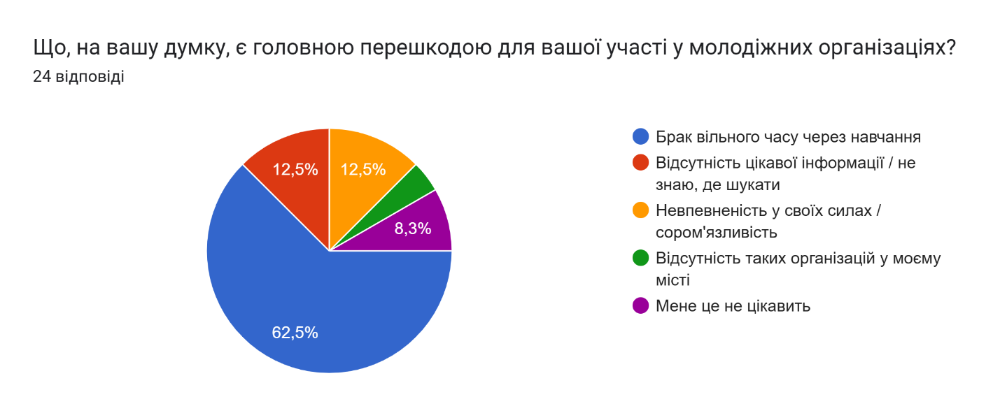 Що, на вашу думку, є головною перешкодою для вашої участі у молодіжних організаціях?
24 відповіді
12,5%
12,5%
8,3%
62,5%
Брак вільного часу через навчання
Відсутність цікавої інформації / не
знаю, де шукати
Невпевненість у своїх силах /
сором'язливість
Відсутність таких організацій у моєму
місті
Мене це не цікавить